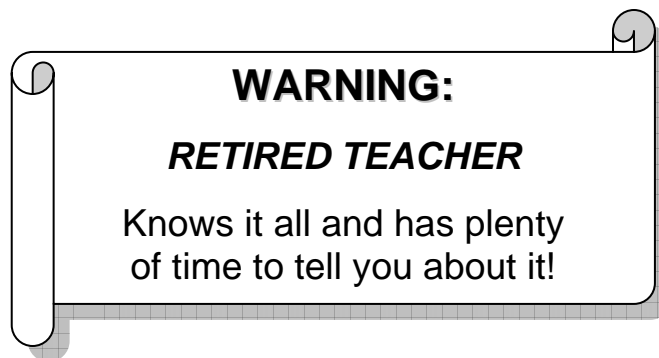 WARNING:
RETIRED TEACHER
Knows it all and has plenty
of time to tell you about it!